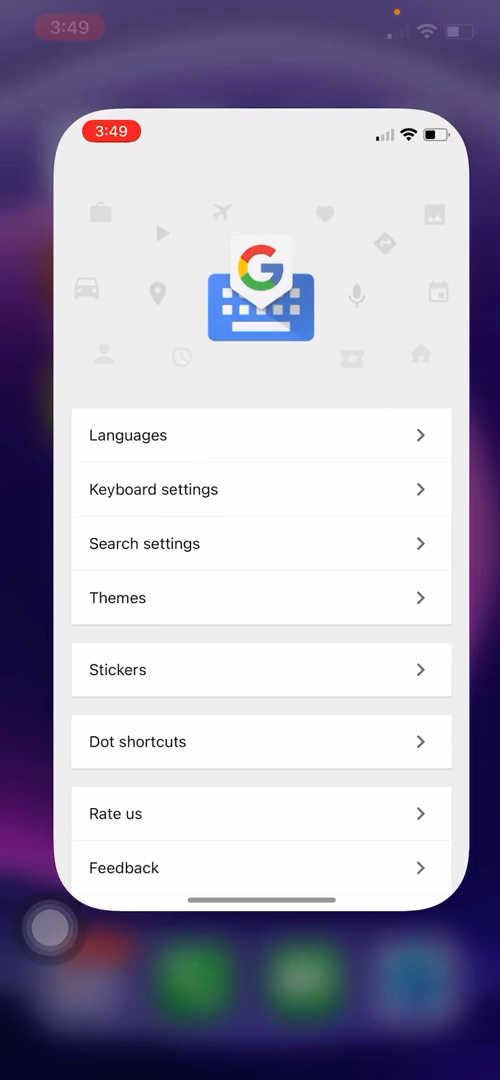 3:49
3:49
G
Languages
Keyboard settings
Search settings
Themes
Stickers
Dot shortcuts
Rate us
Feedback